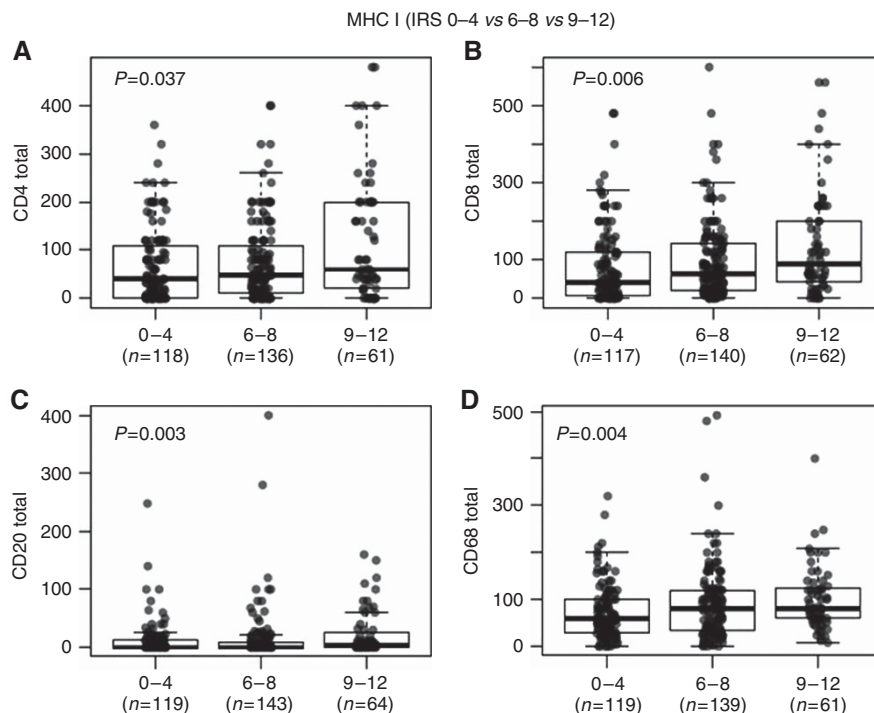 MHC I (IRS 0–4 vs 6–8 vs 9–12)
A
P=0.037
CD4 total
400
300
200
100
0
0–4
(n=118)
6–8
(n=136)
9–12
(n=61)
B
P=0.006
CD8 total
500
300
100
0
0–4
(n=117)
6–8
(n=140)
9–12
(n=62)
C
P=0.003
CD20 total
400
300
200
100
0
0–4
(n=119)
6–8
(n=143)
9–12
(n=64)
D
P=0.004
CD68 total
500
300
100
0
0–4
(n=119)
6–8
(n=139)
9–12
(n=61)